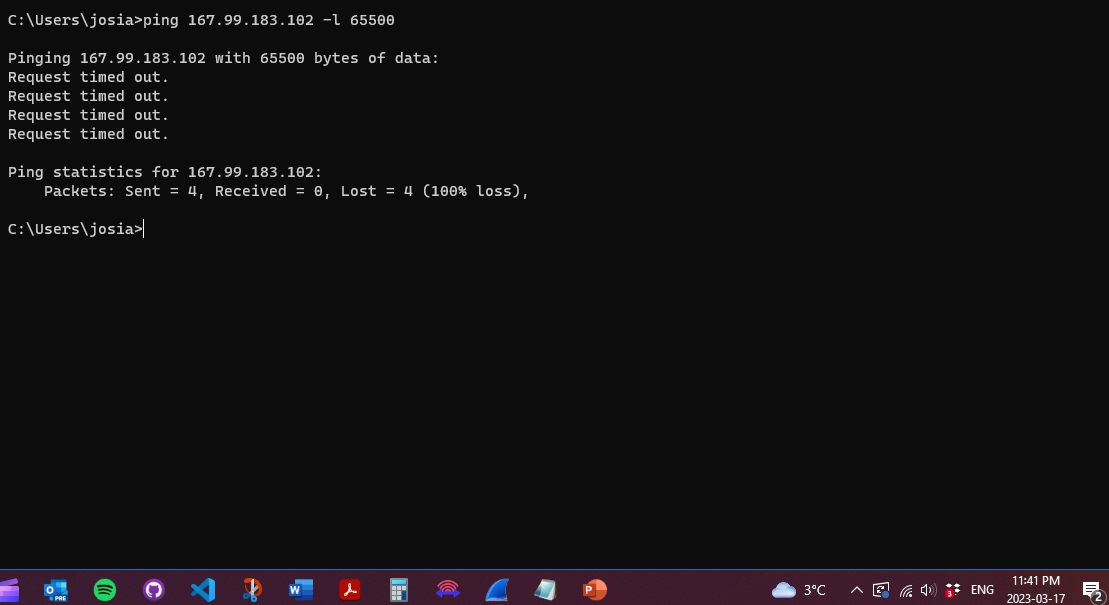 C:\Users\josia>ping 167.99.183.102 -l 65500
Pinging 167.99.183.102 with 65500 bytes of data:
Request timed out.
Request timed out.
Request timed out.
Request timed out.
Ping statistics for 167.99.183.102:
    Packets: Sent = 4, Received = 0, Lost = 4 (100% loss),
C:\Users\josia>
O PRE
W
P
3°C
3
ENG
11:41 PM
2023-03-17
2